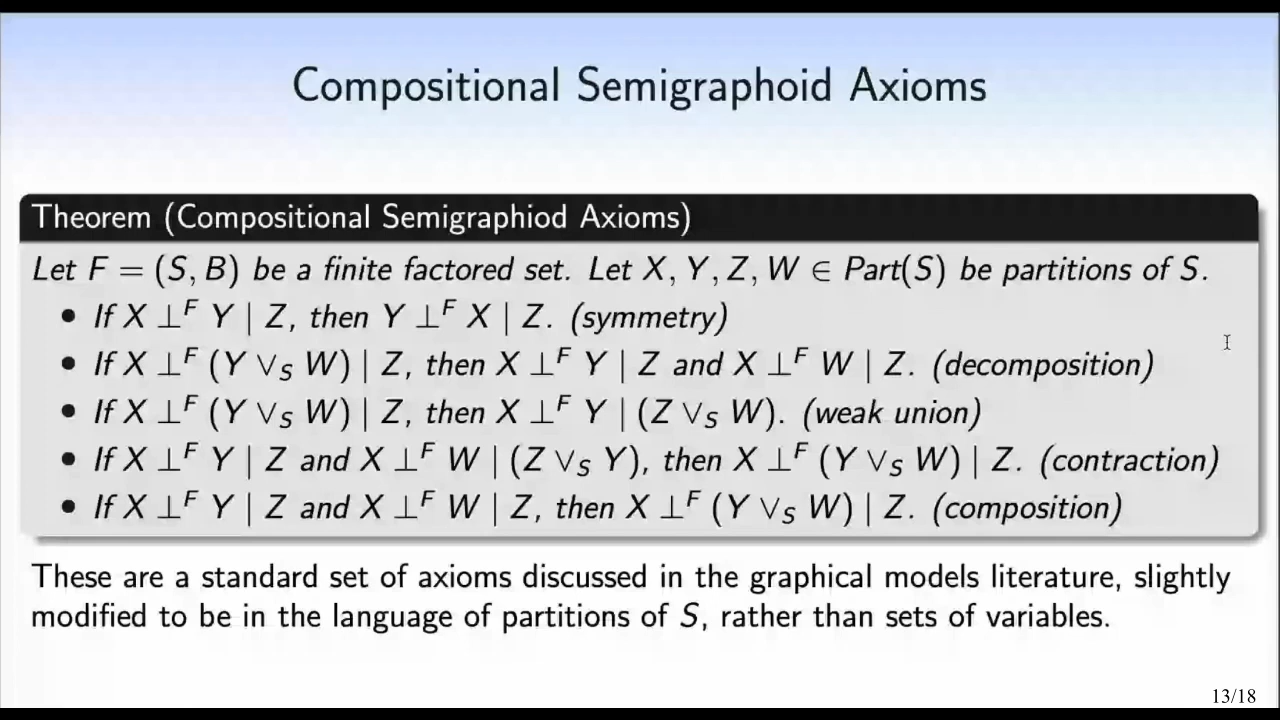 Compositional Semigraphoid Axioms
Theorem (Compositional Semigraphiod Axioms)
Let F = (S, B) be a finite factored set. Let X, Y, Z, W ∈ Part(S) be partitions of S.
• If X ⊥^F Y | Z, then Y ⊥^F X | Z. (symmetry)
• If X ⊥^F (Y ∨_S W) | Z, then X ⊥^F Y | Z and X ⊥^F W | Z. (decomposition)
• If X ⊥^F (Y ∨_S W) | Z, then X ⊥^F Y | (Z ∨_S W). (weak union)
• If X ⊥^F Y | Z and X ⊥^F W | (Z ∨_S Y), then X ⊥^F (Y ∨_S W) | Z. (contraction)
• If X ⊥^F Y | Z and X ⊥^F W | Z, then X ⊥^F (Y ∨_S W) | Z. (composition)
These are a standard set of axioms discussed in the graphical models literature, slightly
modified to be in the language of partitions of S, rather than sets of variables.
13/18